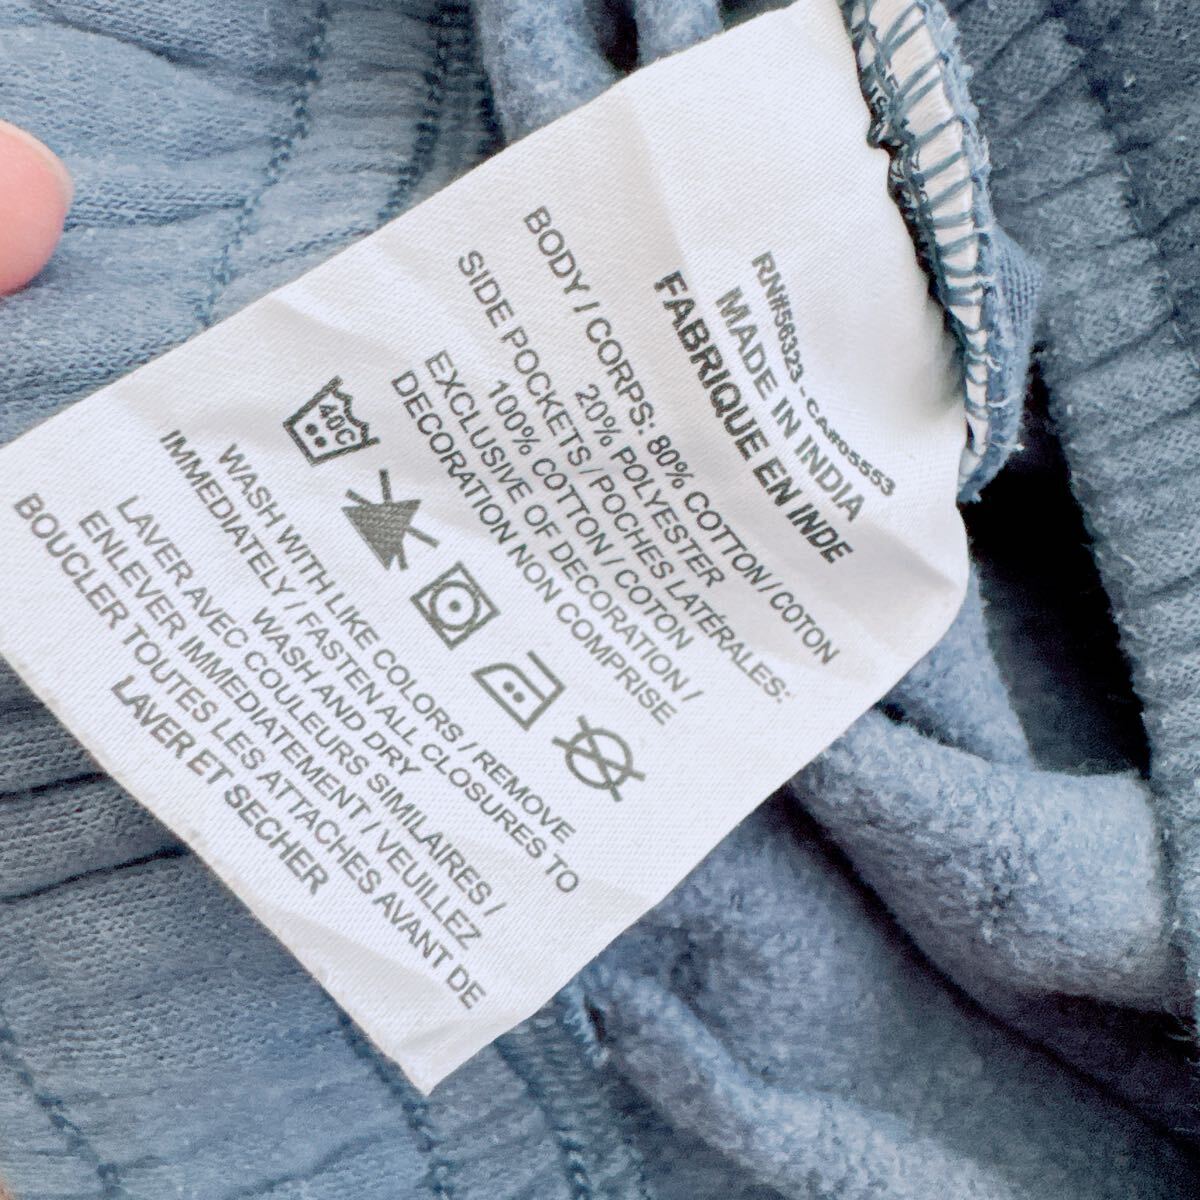 RN#56323 - CA#05553
MADE IN INDIA
FABRIQUE EN INDE
BODY / CORPS: 80% COTTON / COTON
20% POLYESTER
SIDE POCKETS / POCHES LATÉRALES:
100% COTTON / COTON
EXCLUSIVE OF DECORATION /
DECORATION NON COMPRISE
40C
WASH WITH LIKE COLORS / REMOVE
IMMEDIATELY / FASTEN ALL CLOSURES TO
WASH AND DRY
LAVER AVEC COULEURS SIMILAIRES /
ENLEVER IMMEDIATEMENT / VEUILLEZ
BOUCLER TOUTES LES ATTACHES AVANT DE
LAVER ET SECHER